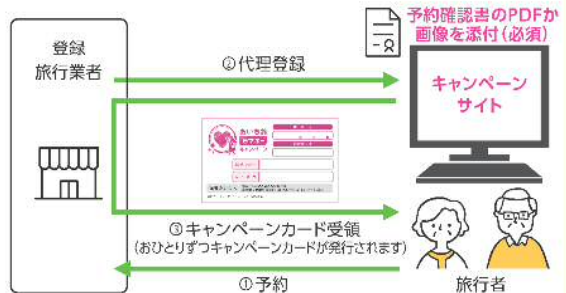 予約確認書のPDFか
画像を添付(必須)
登録
旅行業者
②代理登録
キャンペーン
サイト
③キャンペーンカード受領
(おひとりずつキャンペーンカードが発行されます)
①予約
旅行者